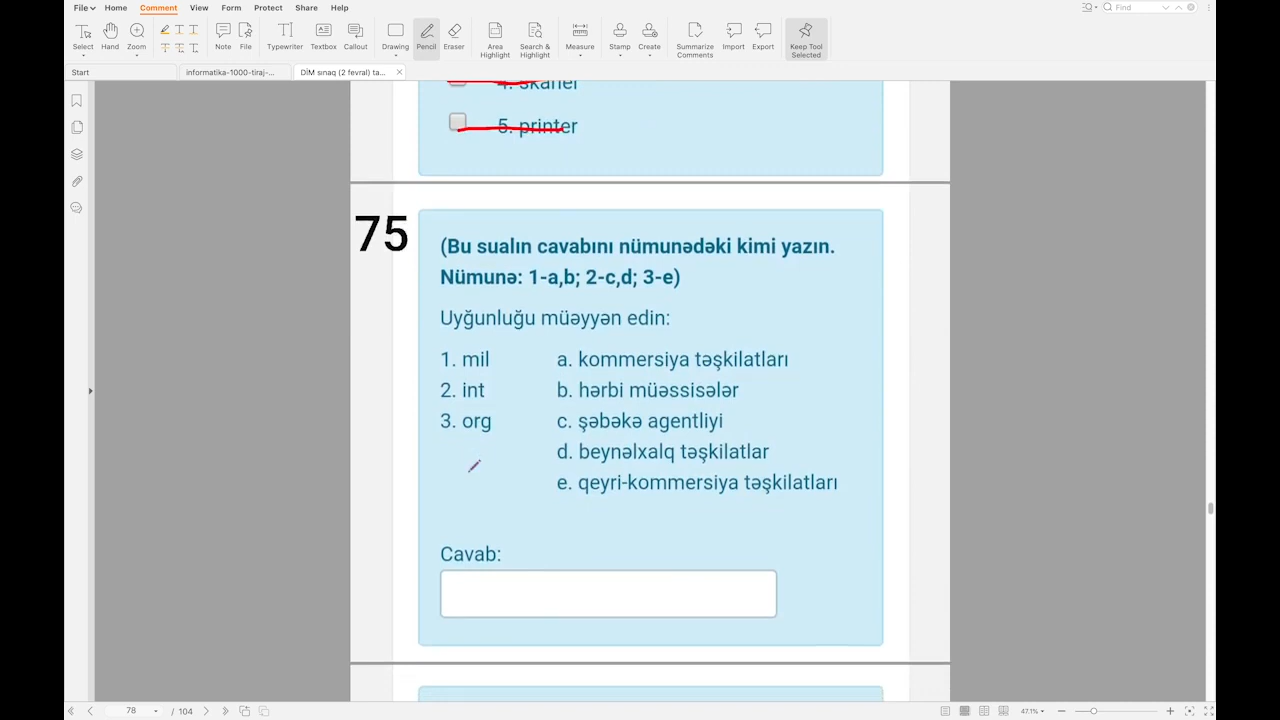 File Home Comment View Form Protect Share Help
Find
Select Hand Zoom Note File Typewriter Textbox Callout Drawing Pencil Eraser Area Highlight Search & Highlight Measure Stamp Create Summarize Comments Import Export Keep Tool Selected
Start informatika-1000-tiraj-... DİM sınaq (2 fevral) ta...
4. skaner
5. printer
75
(Bu sualın cavabını nümunədəki kimi yazın.
Nümunə: 1-a,b; 2-c,d; 3-e)
Uyğunluğu müəyyən edin:
1. mil a. kommersiya təşkilatları
2. int b. hərbi müəssisələr
3. org c. şəbəkə agentliyi
d. beynəlxalq təşkilatlar
e. qeyri-kommersiya təşkilatları
Cavab:
78 / 104 47.1%